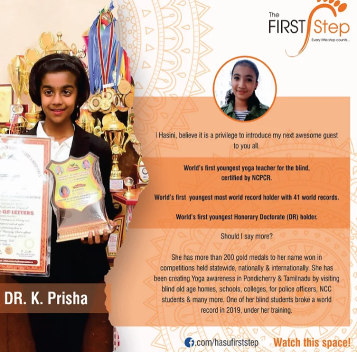 The
FIRST Step
Every little step counts...
I Hasini, believe it is a privilege to introduce my next awesome guest
to you all.
World's first youngest yoga teacher for the blind,
certified by NCPCR.
World's first youngest most world record holder with 41 world records.
World's first youngest Honorary Doctorate (DR) holder.
Should I say more?
She has more than 200 gold medals to her name won in
competitions held statewide, nationally & internationally. She has
been creating Yoga awareness in Pondicherry & Tamilnadu by visiting
blind old age homes, schools, colleges, for police officers, NCC
students & many more. One of her blind students broke a world
record in 2019, under her training.
OF LETTERS
DR. K. Prisha
f.com/hasufirststep
Watch this space!